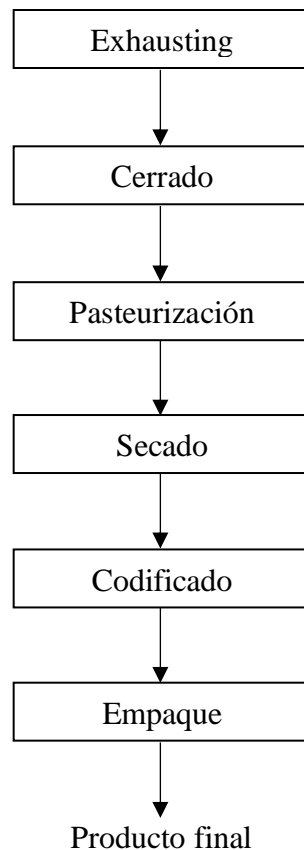 Exhausting
Cerrado
Pasteurización
Secado
Codificado
Empaque
Producto final